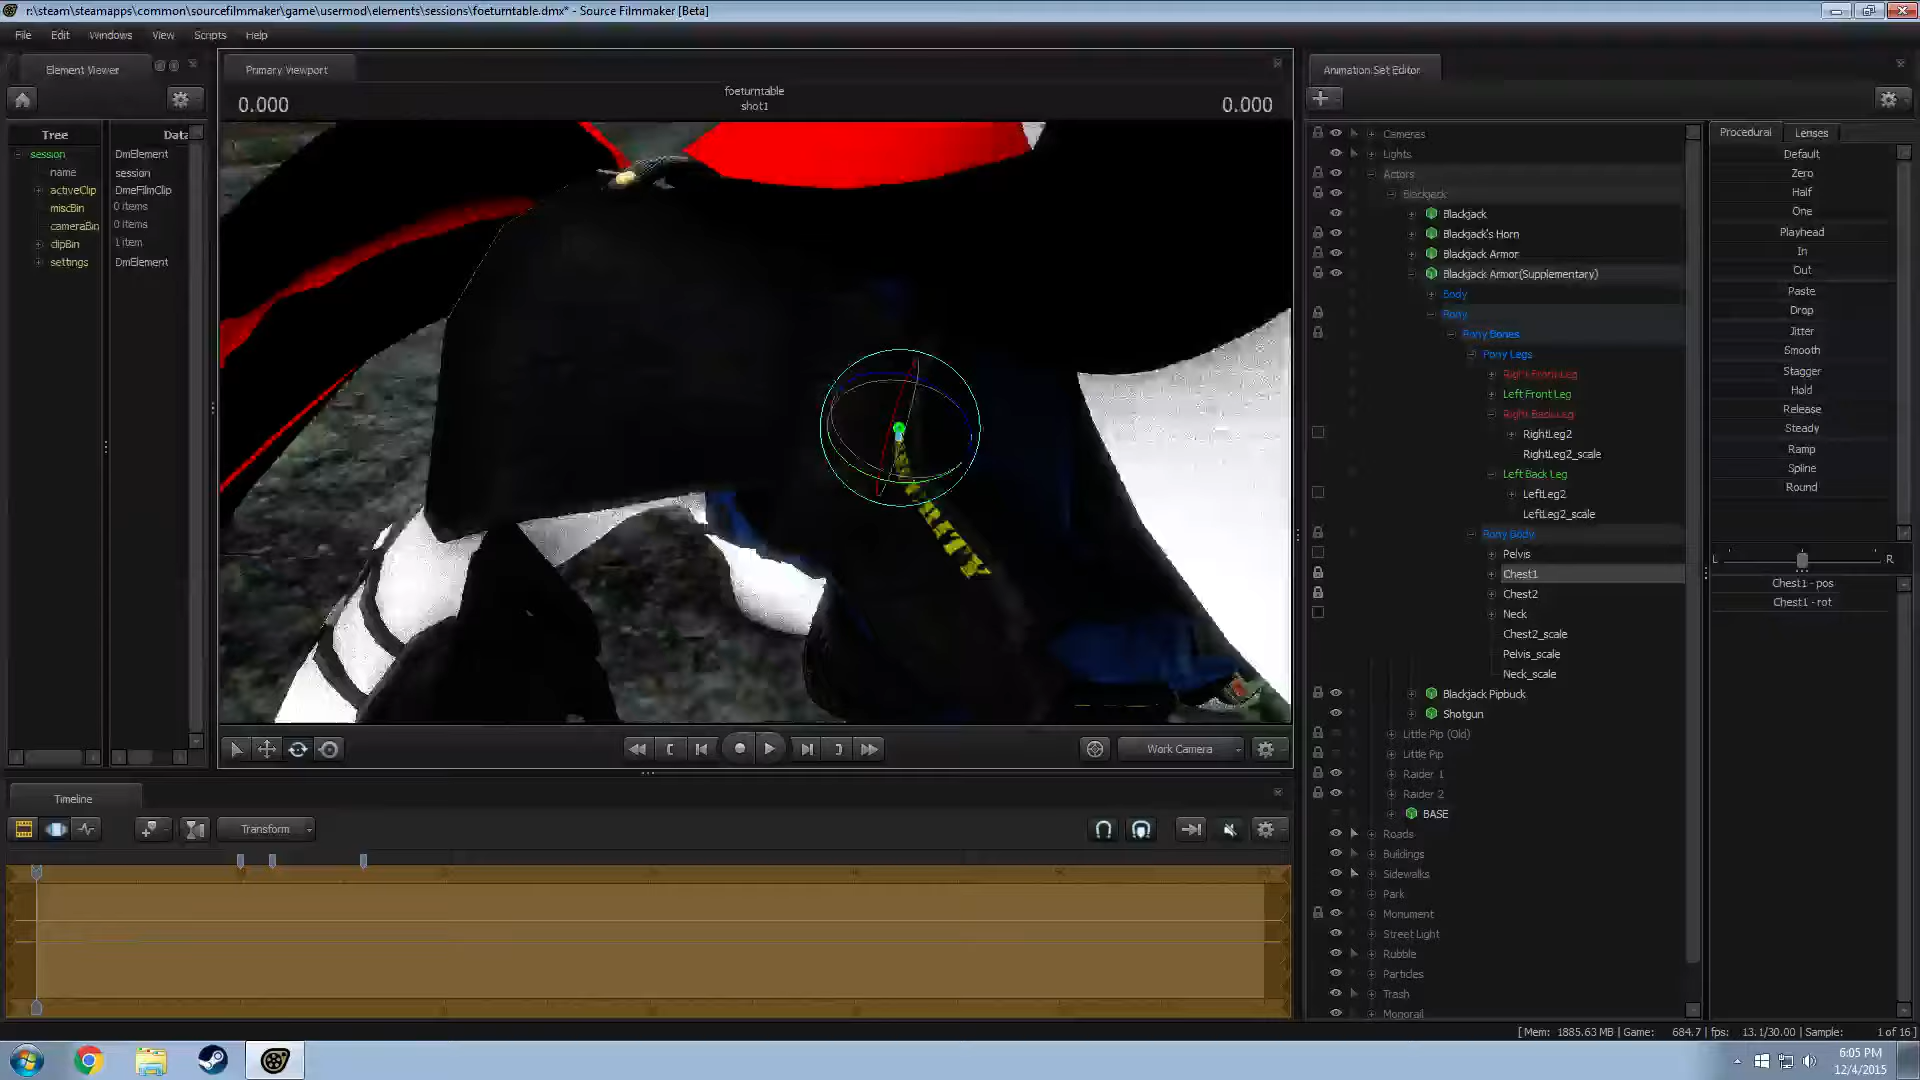 r:\steam\steamapps\common\sourcefilmmaker\game\usermod\elements\sessions\foeturntable.dmx* - Source Filmmaker [Beta]
File Edit Windows View Scripts Help
Element Viewer
Tree Data
session DmElement
name session
activeClip DmeFilmClip
miscBin 0 items
cameraBin 0 items
clipBin 1 item
settings DmElement
Primary Viewport
0.000
foeturntable
shot1
0.000
RITY
Work Camera
Timeline
Transform
Animation Set Editor
Cameras
Lights
Actors
Blackjack
Blackjack
Blackjack's Horn
Blackjack Armor
Blackjack Armor(Supplementary)
Body
Pony
Pony Bones
Pony Legs
Right Front Leg
Left Front Leg
Right Back Leg
RightLeg2
RightLeg2_scale
Left Back Leg
LeftLeg2
LeftLeg2_scale
Pony Body
Pelvis
Chest1
Chest2
Neck
Chest2_scale
Pelvis_scale
Neck_scale
Blackjack Pipbuck
Shotgun
Little Pip (Old)
Little Pip
Raider 1
Raider 2
BASE
Roads
Buildings
Sidewalks
Park
Monument
Street Light
Rubble
Particles
Trash
Monorail
Procedural Lenses
Default
Zero
Half
One
Playhead
In
Out
Paste
Drop
Jitter
Smooth
Stagger
Hold
Release
Steady
Ramp
Spline
Round
L R
Chest1 - pos
Chest1 - rot
[ Mem: 1885.63 MB | Game: 684.7 | fps: 13.1/30.00 | Sample: 1 of 16 ]
6:05 PM
12/4/2015